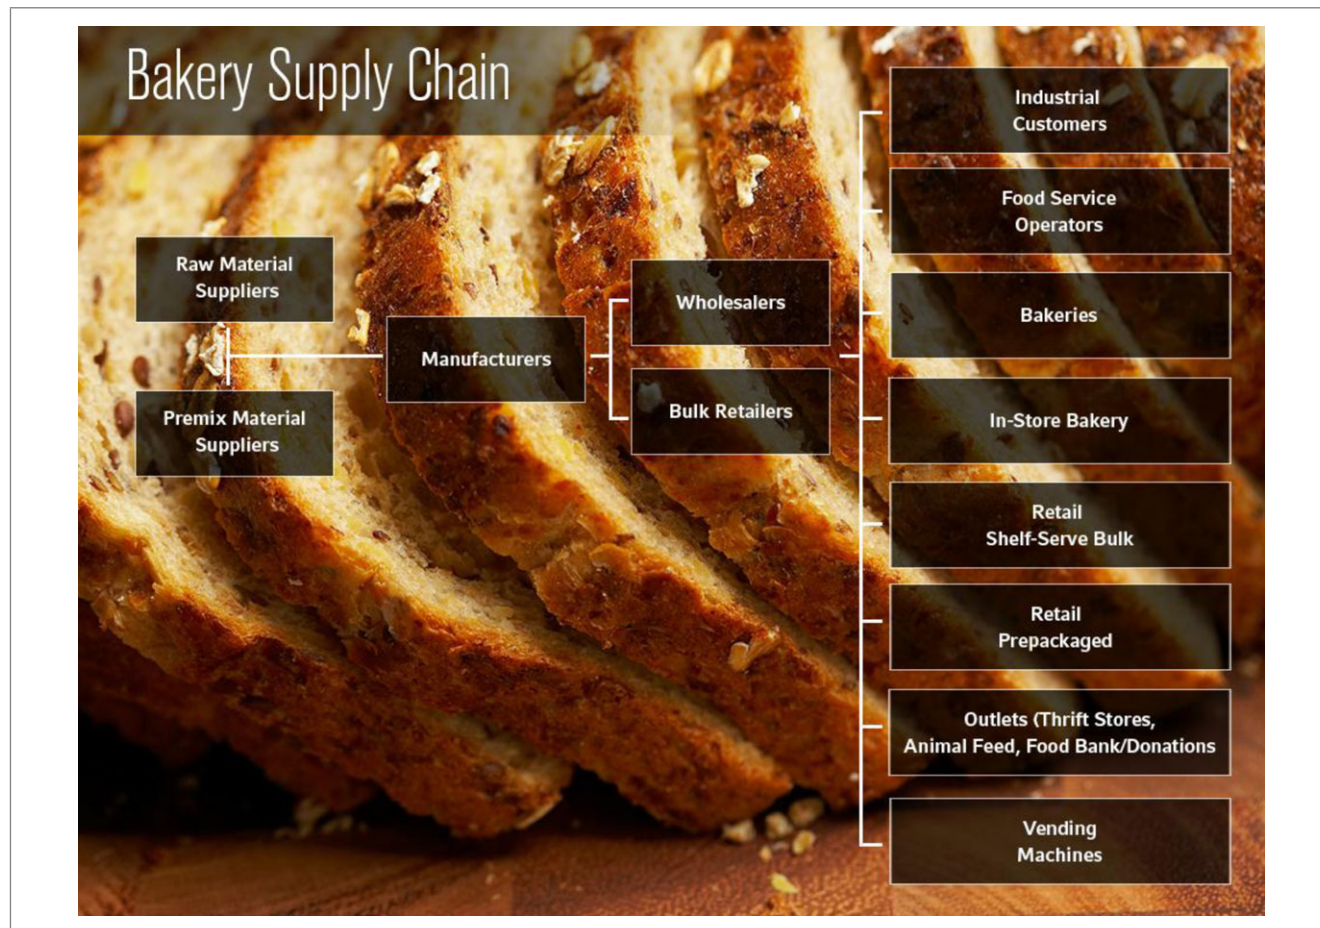 Bakery Supply Chain
Raw Material
Suppliers
Premix Material
Suppliers
Manufacturers
Wholesalers
Bulk Retailers
Industrial
Customers
Food Service
Operators
Bakeries
In-Store Bakery
Retail
Shelf-Serve Bulk
Retail
Prepackaged
Outlets (Thrift Stores,
Animal Feed, Food Bank/Donations
Vending
Machines